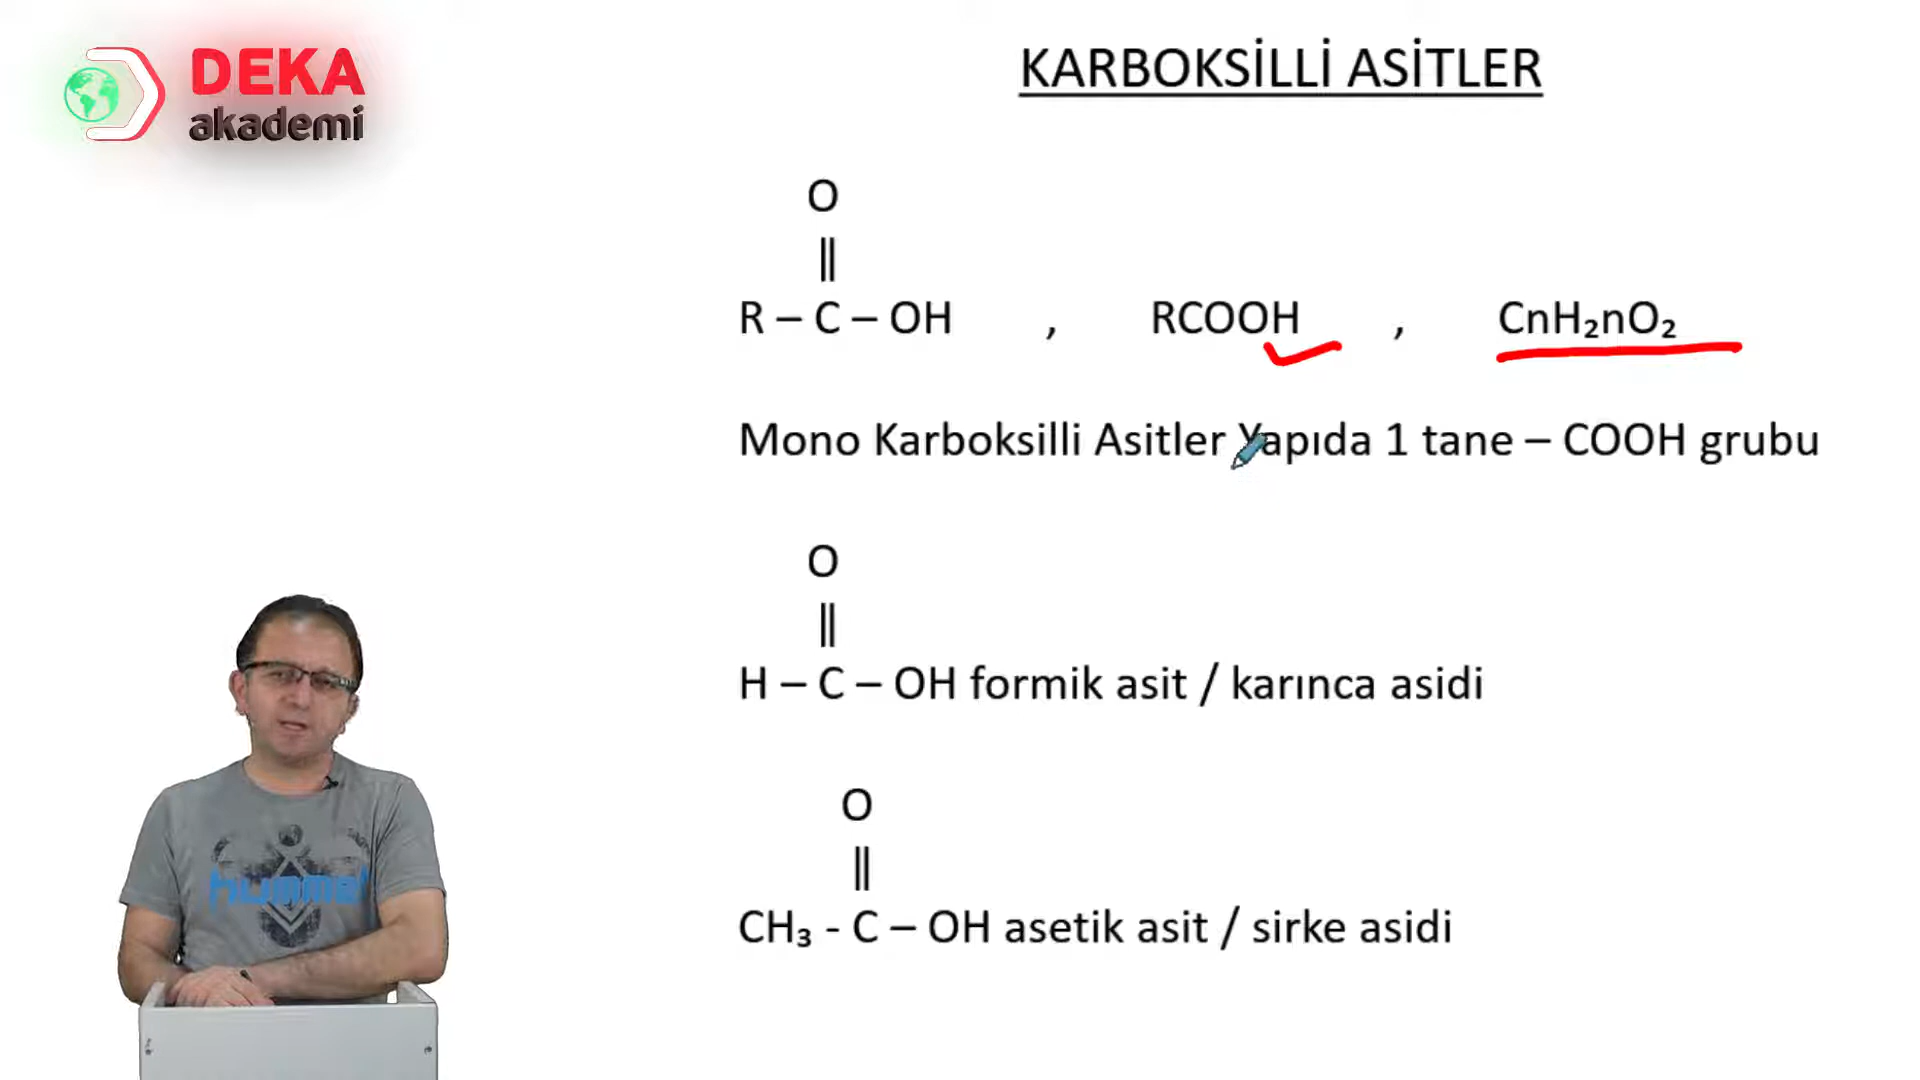 DEKA
akademi
KARBOKSİLLİ ASİTLER
O
||
R – C – OH , RCOOH , CnH₂nO₂
Mono Karboksilli Asitler Yapıda 1 tane – COOH grubu
O
||
H – C – OH formik asit / karınca asidi
O
||
CH₃ - C – OH asetik asit / sirke asidi
hummel